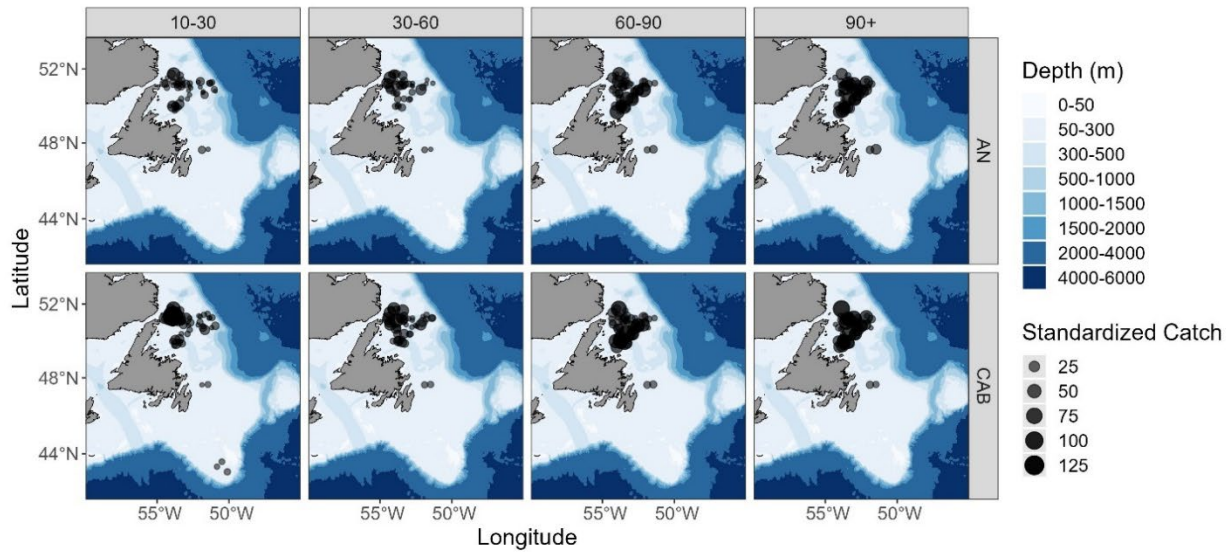 10-30 30-60 60-90 90+
52°N
48°N
44°N
AN
52°N
48°N
44°N
CAB
55°W 50°W 55°W 50°W 55°W 50°W 55°W 50°W
Latitude
Longitude
Depth (m)
0-50
50-300
300-500
500-1000
1000-1500
1500-2000
2000-4000
4000-6000
Standardized Catch
25
50
75
100
125